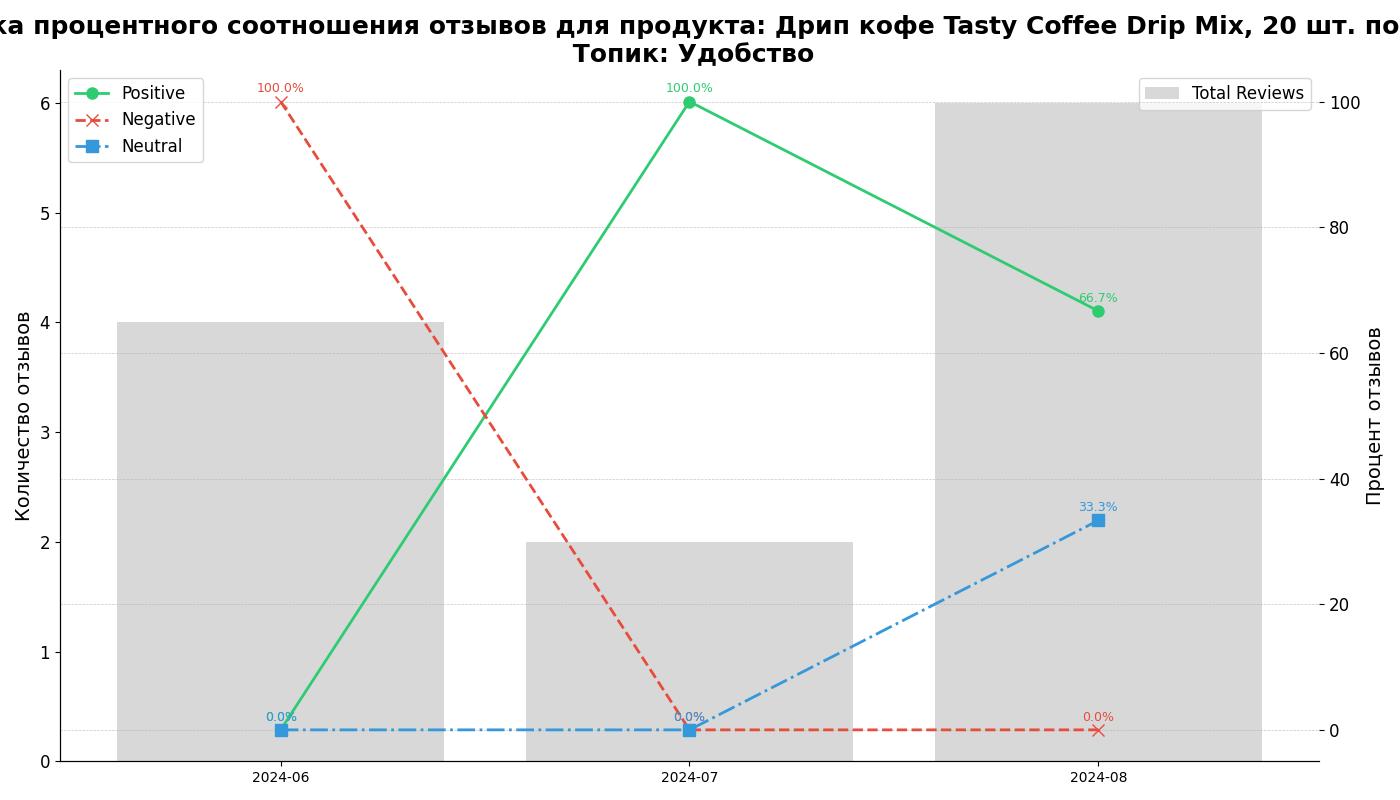 процентного соотношения отзывов для продукта: Дрип кофе Tasty Coffee Drip Mix, 20 шт. по
Топик: Удобство
Positive
Negative
Neutral
Total Reviews
100.0%
100.0%
66.7%
33.3%
0.0%
0.0%
0.0%
6
5
4
3
2
1
0
Количество отзывов
100
80
60
40
20
0
Процент отзывов
2024-06
2024-07
2024-08